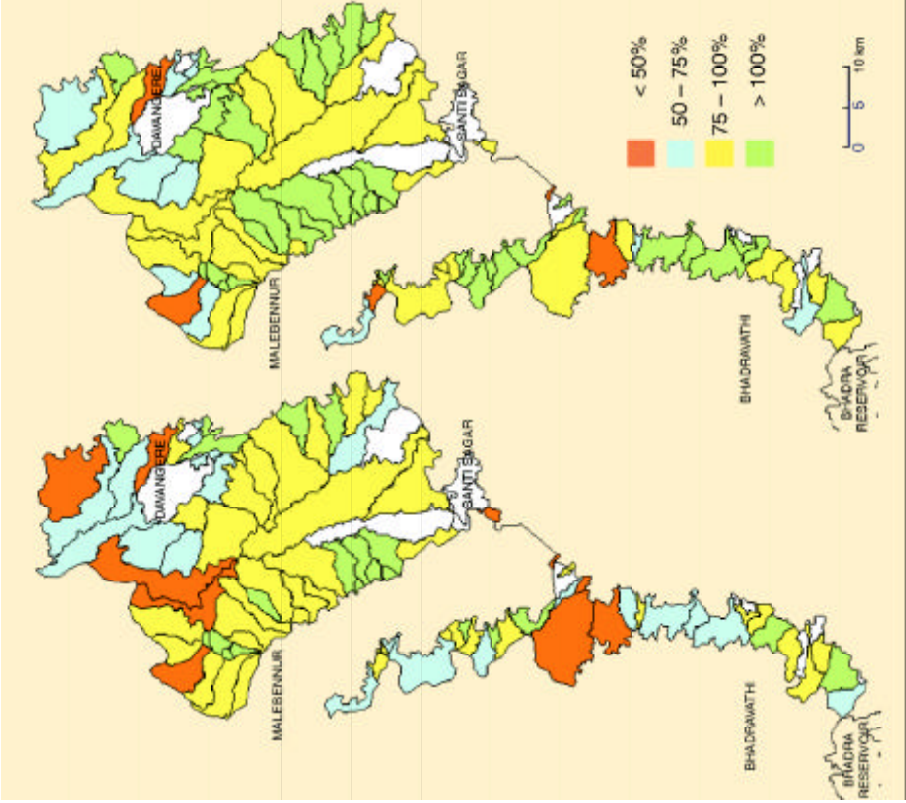 DAVANGERE
SANTI SAGAR
MALEBENNUR
BHADRAVATHI
BHADRA
RESERVOIR
< 50%
50 – 75%
75 – 100%
> 100%
0 5 10 km
DAVANGERE
SANTI SAGAR
MALEBENNUR
BHADRAVATHI
BHADRA
RESERVOIR